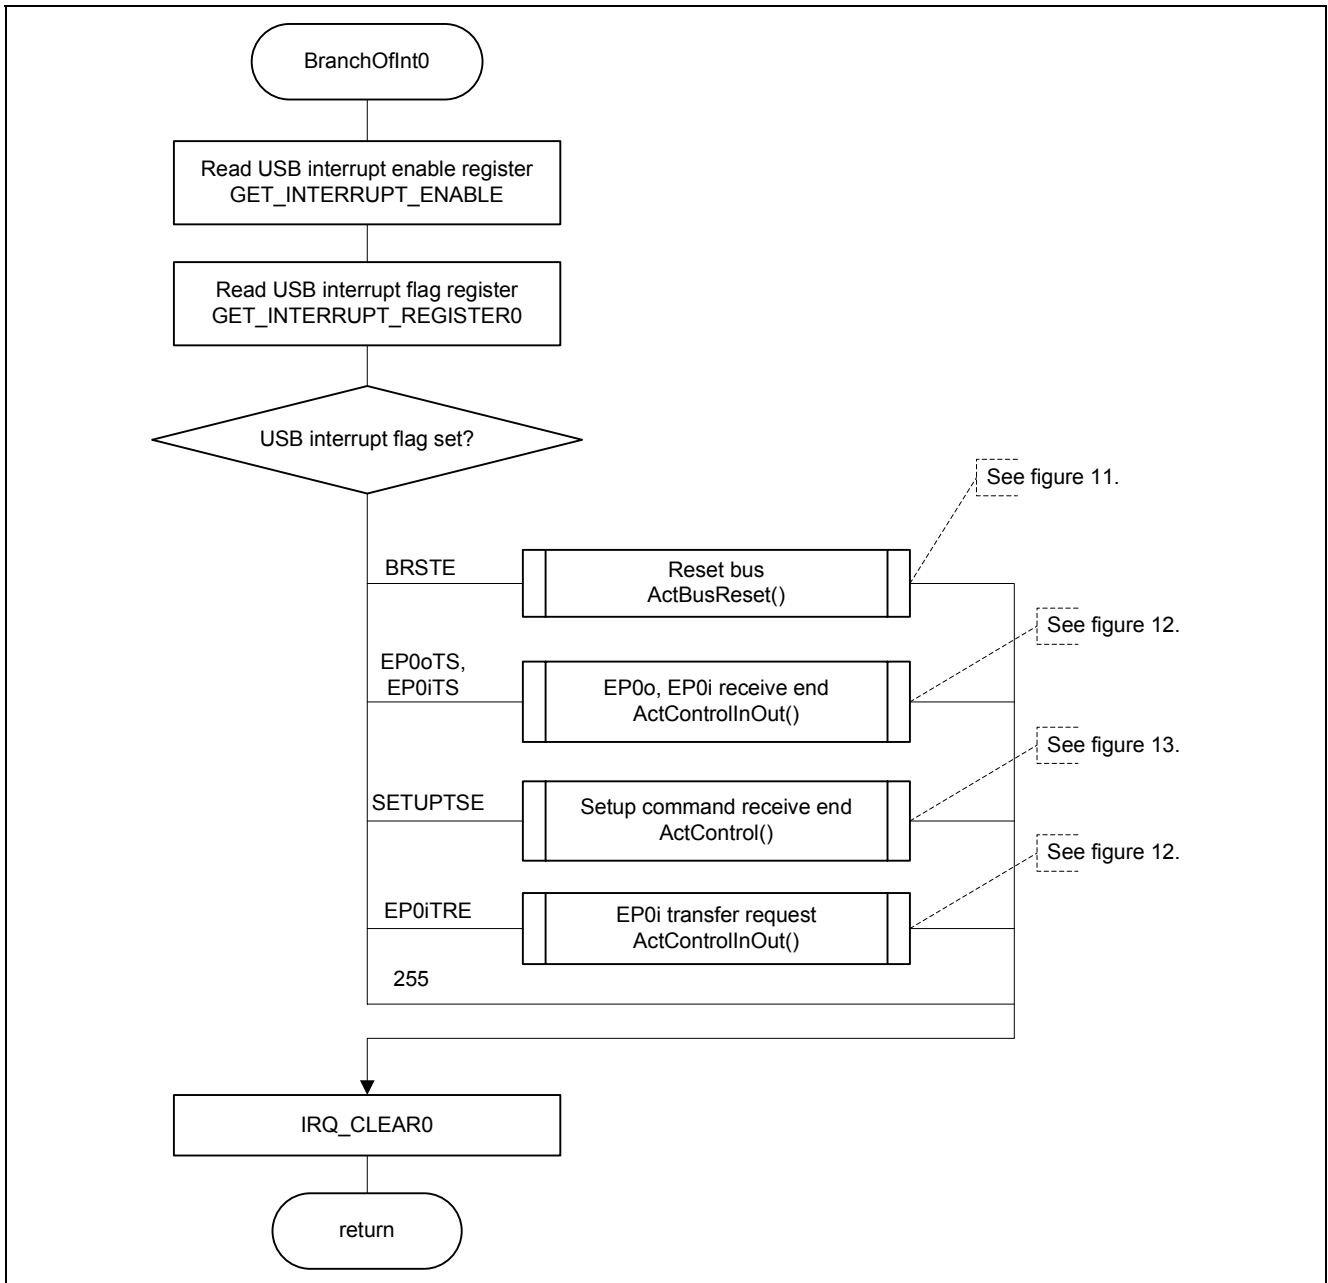 BranchOfInt0
Read USB interrupt enable register
GET_INTERRUPT_ENABLE
Read USB interrupt flag register
GET_INTERRUPT_REGISTER0
USB interrupt flag set?
See figure 11.
BRSTE
Reset bus
ActBusReset()
See figure 12.
EP0oTS,
EP0iTS
EP0o, EP0i receive end
ActControlInOut()
See figure 13.
SETUPTSE
Setup command receive end
ActControl()
See figure 12.
EP0iTRE
EP0i transfer request
ActControlInOut()
255
IRQ_CLEAR0
return